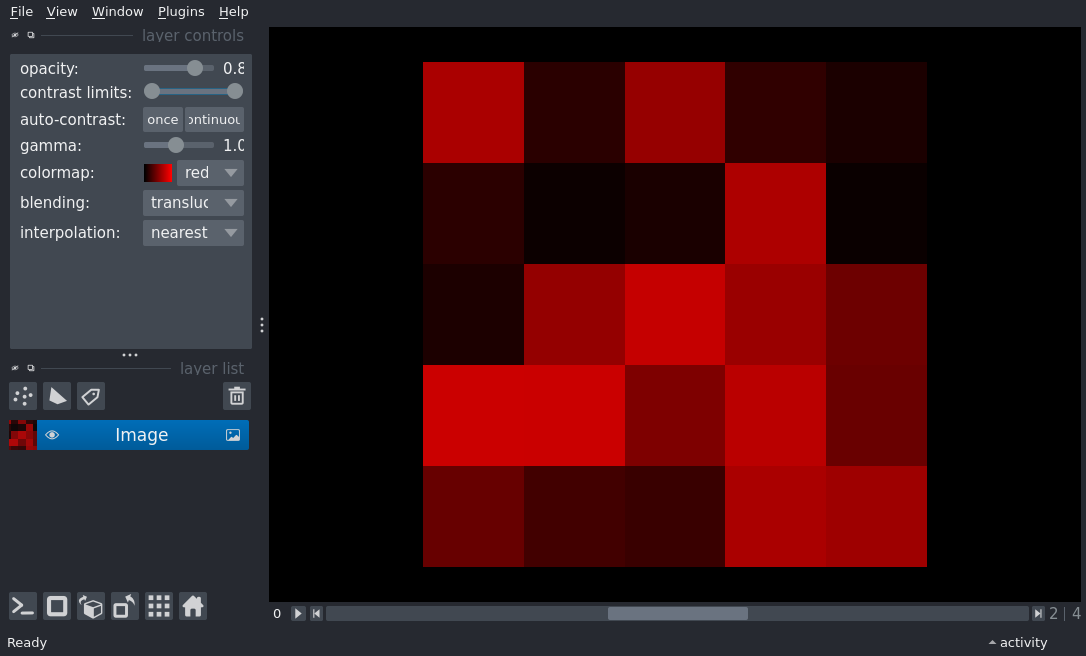 File View Window Plugins Help
layer controls
opacity: 0.8
contrast limits:
auto-contrast: once ontinuou
gamma: 1.0
colormap: red
blending: transluc
interpolation: nearest
layer list
Image
0 2 | 4
Ready
activity